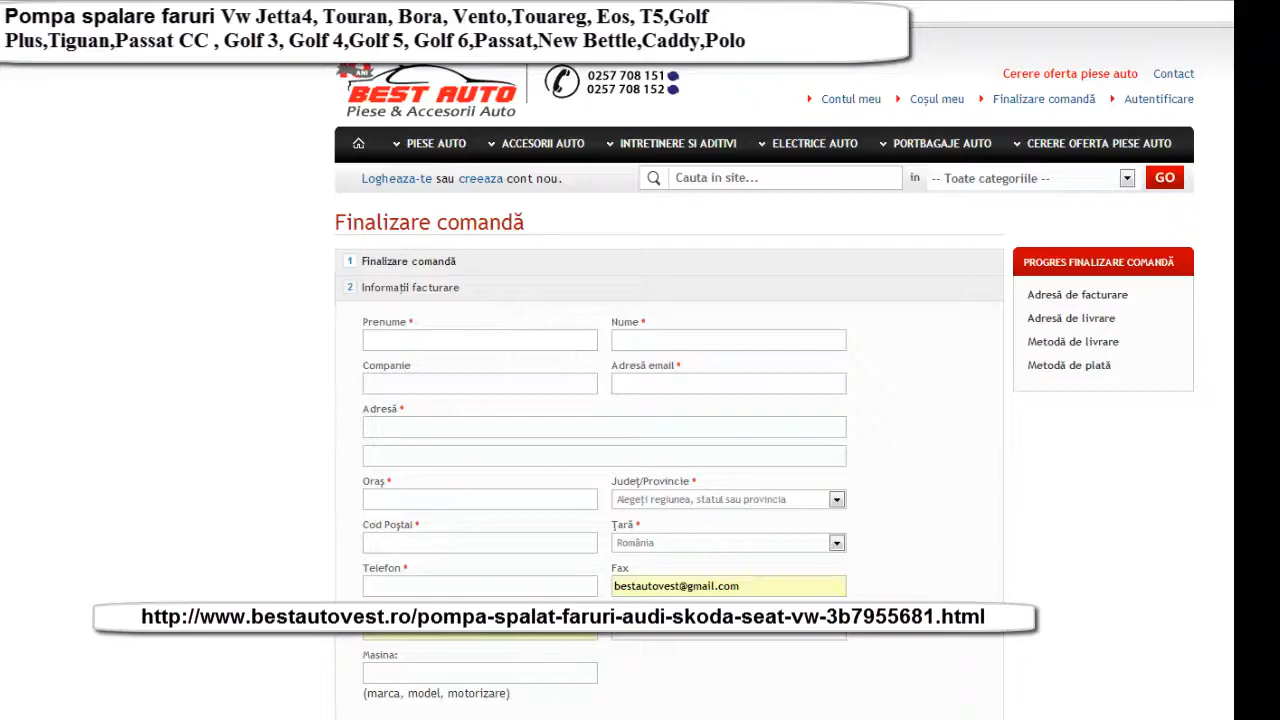 Pompa spalare faruri Vw Jetta4, Touran, Bora, Vento,Touareg, Eos, T5,Golf
Plus,Tiguan,Passat CC , Golf 3, Golf 4,Golf 5, Golf 6,Passat,New Bettle,Caddy,Polo
BEST AUTO
Piese & Accesorii Auto
0257 708 151
0257 708 152
Cerere oferta piese auto Contact
Contul meu Coșul meu Finalizare comandă Autentificare
PIESE AUTO ACCESORII AUTO INTRETINERE SI ADITIVI ELECTRICE AUTO PORTBAGAJE AUTO CERERE OFERTA PIESE AUTO
Logheaza-te sau creeaza cont nou. Cauta in site... in -- Toate categoriile -- GO
Finalizare comandă
1 Finalizare comandă
2 Informații facturare
PROGRES FINALIZARE COMANDĂ
Adresă de facturare
Adresă de livrare
Metodă de livrare
Metodă de plată
Prenume * Nume *
Companie Adresă email *
Adresă *
Oraş * Judeţ/Provincie *
Alegeţi regiunea, statul sau provincia
Cod Poştal * Ţară *
România
Telefon * Fax
bestautovest@gmail.com
http://www.bestautovest.ro/pompa-spalat-faruri-audi-skoda-seat-vw-3b7955681.html
Masina:
(marca, model, motorizare)